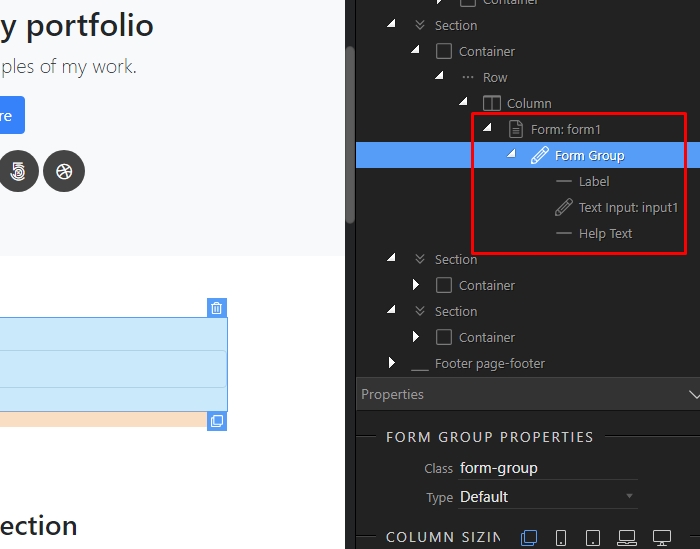 y portfolio
ples of my work.
re
ection
Container
Section
Container
Row
Column
Form: form1
Form Group
Label
Text Input: input1
Help Text
Section
Container
Section
Container
Footer page-footer
Properties
FORM GROUP PROPERTIES
Class form-group
Type Default
COLUMN SIZIN